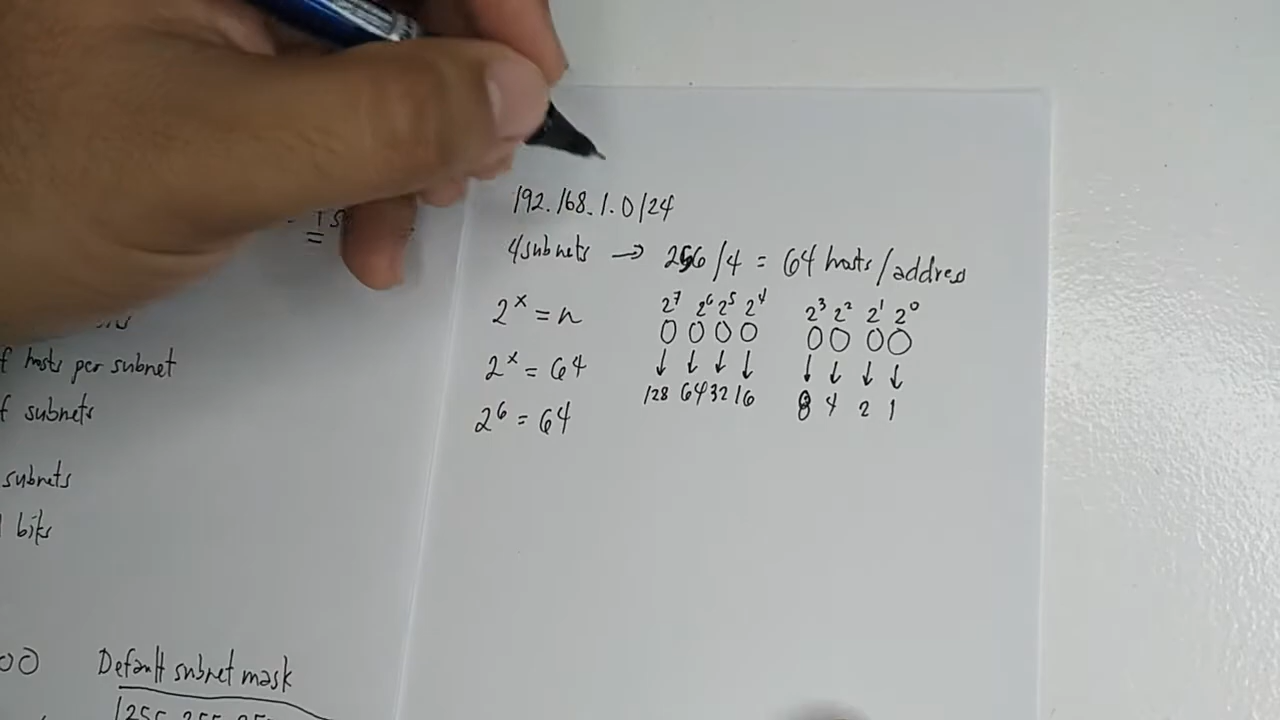 192.168.1.0/24
4 subnets → 256/4 = 64 hosts/address
2^x = n
2^x = 64
2^6 = 64
2^7 2^6 2^5 2^4 2^3 2^2 2^1 2^0
0 0 0 0 0 0 0 0
↓ ↓ ↓ ↓ ↓ ↓ ↓ ↓
128 64 32 16 8 4 2 1
hosts per subnet
subnets
subnets
bits
00 Default subnet mask